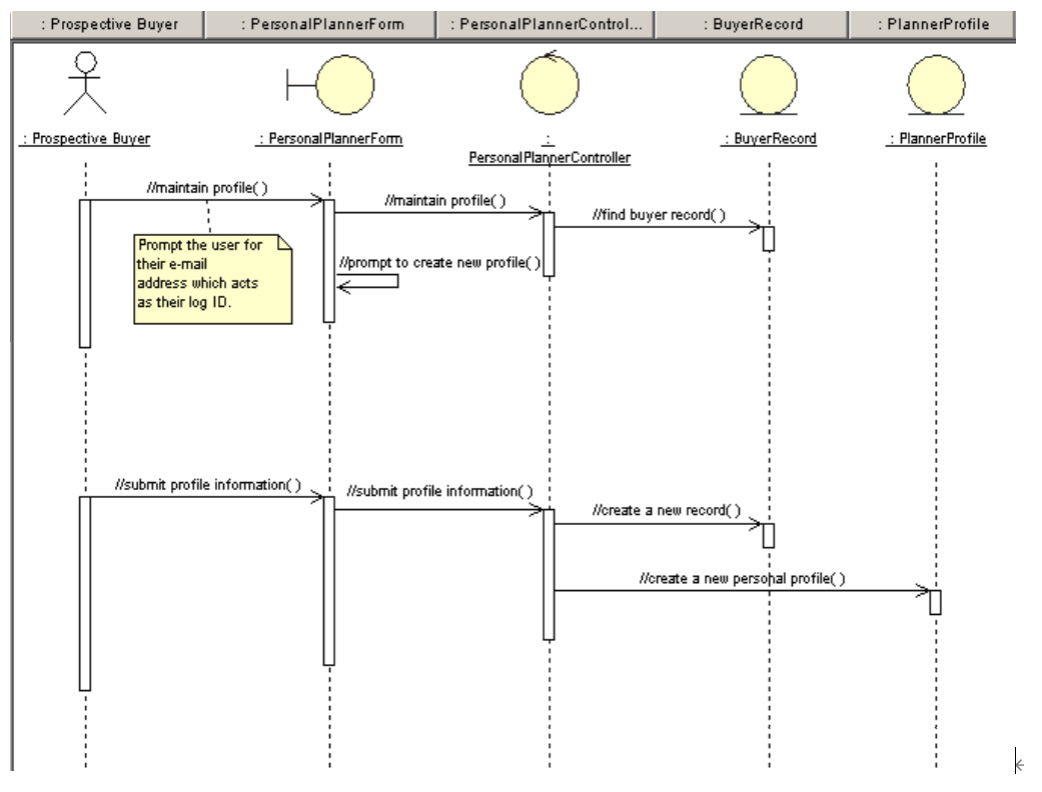 : Prospective Buyer
: PersonalPlannerForm
: PersonalPlannerControl...
: BuyerRecord
: PlannerProfile
: Prospective Buyer
: PersonalPlannerForm
:
PersonalPlannerController
: BuyerRecord
: PlannerProfile
//maintain profile( )
//maintain profile( )
//find buyer record( )
Prompt the user for
their e-mail
address which acts
as their log ID.
//prompt to create new profile( )
//submit profile information( )
//submit profile information( )
//create a new record( )
//create a new personal profile( )